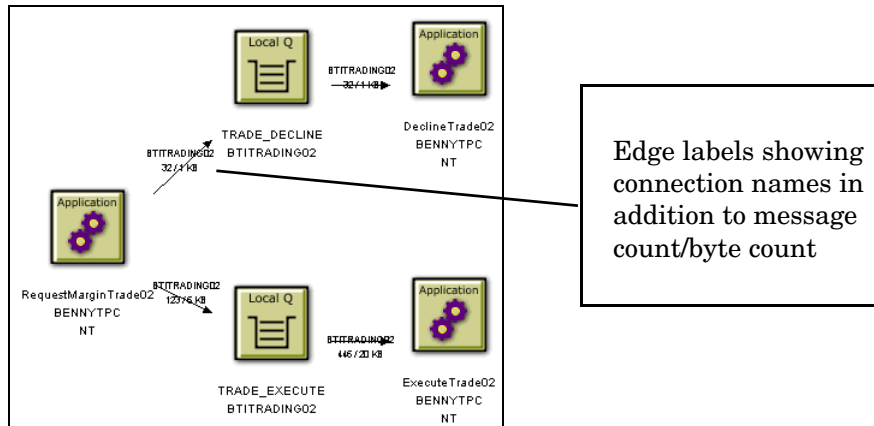 Local Q
BTITRADING02
32 / 1 KB
Application
TRADE_DECLINE
BTITRADING02
DeclineTrade02
BENNYTPC
NT
BTITRADING02
32 / 1 KB
Application
RequestMarginTrade02
BENNYTPC
NT
BTITRADING02
123 / 6 KB
Local Q
TRADE_EXECUTE
BTITRADING02
BTITRADING02
446 / 20 KB
Application
ExecuteTrade02
BENNYTPC
NT
Edge labels showing
connection names in
addition to message
count/byte count